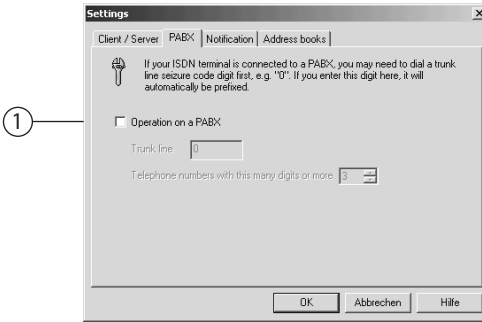 Settings
Client / Server PABX Notification Address books
If your ISDN terminal is connected to a PABX, you may need to dial a trunk
line seizure code digit first, e.g. "0". If you enter this digit here, it will
automatically be prefixed.
1
Operation on a PABX
Trunk line 0
Telephone numbers with this many digits or more 3
OK Abbrechen Hilfe